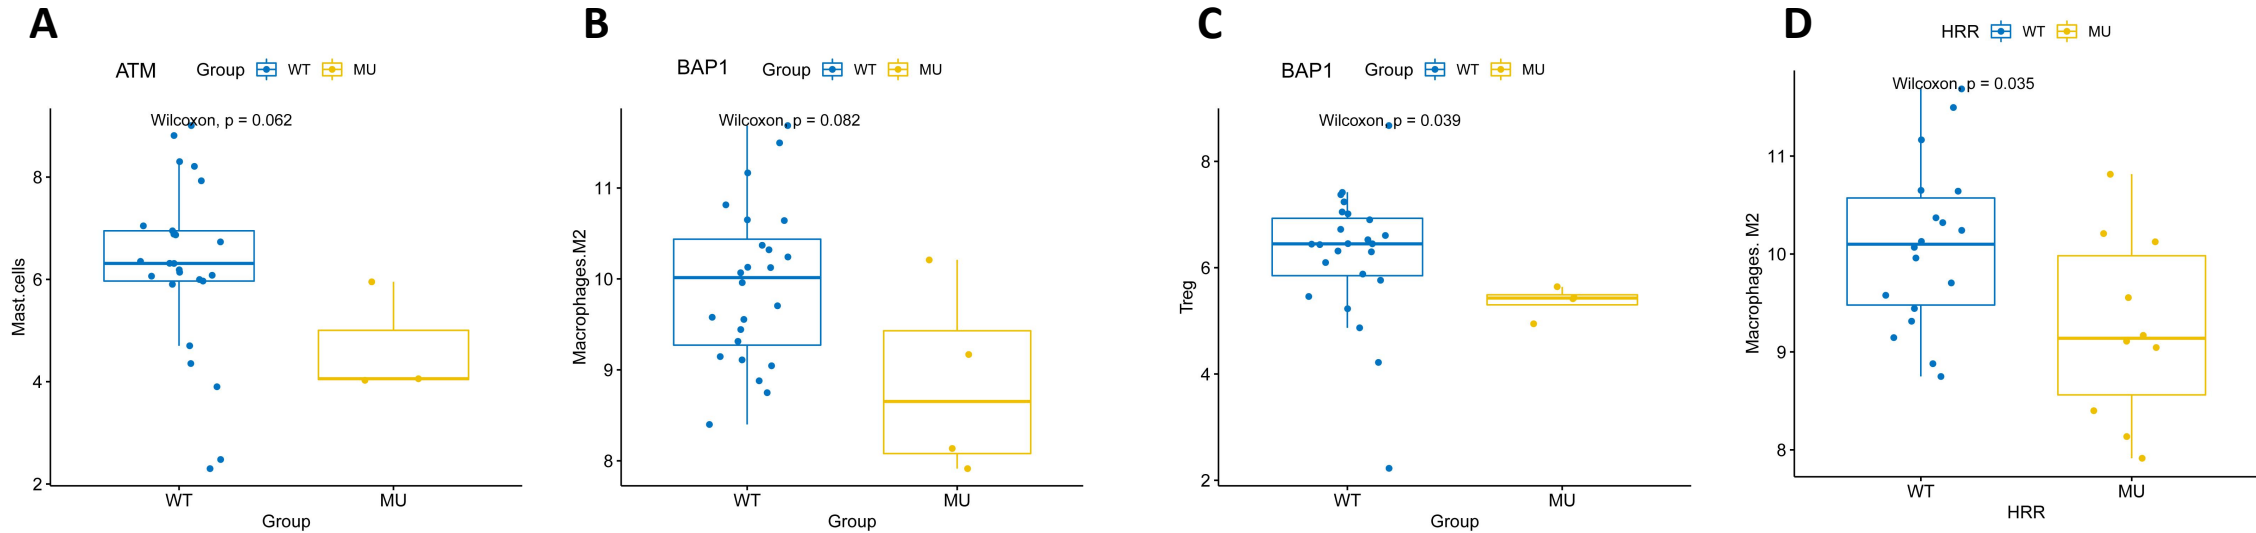 A
ATM Group WT MU
Wilcoxon, p = 0.062
Mast.cells
8
6
4
2
WT MU
Group
B
BAP1 Group WT MU
Wilcoxon, p = 0.082
Macrophages.M2
11
10
9
8
WT MU
Group
C
BAP1 Group WT MU
Wilcoxon, p = 0.039
Treg
8
6
4
2
WT MU
Group
D
HRR WT MU
Wilcoxon, p = 0.035
Macrophages. M2
11
10
9
8
WT MU
HRR